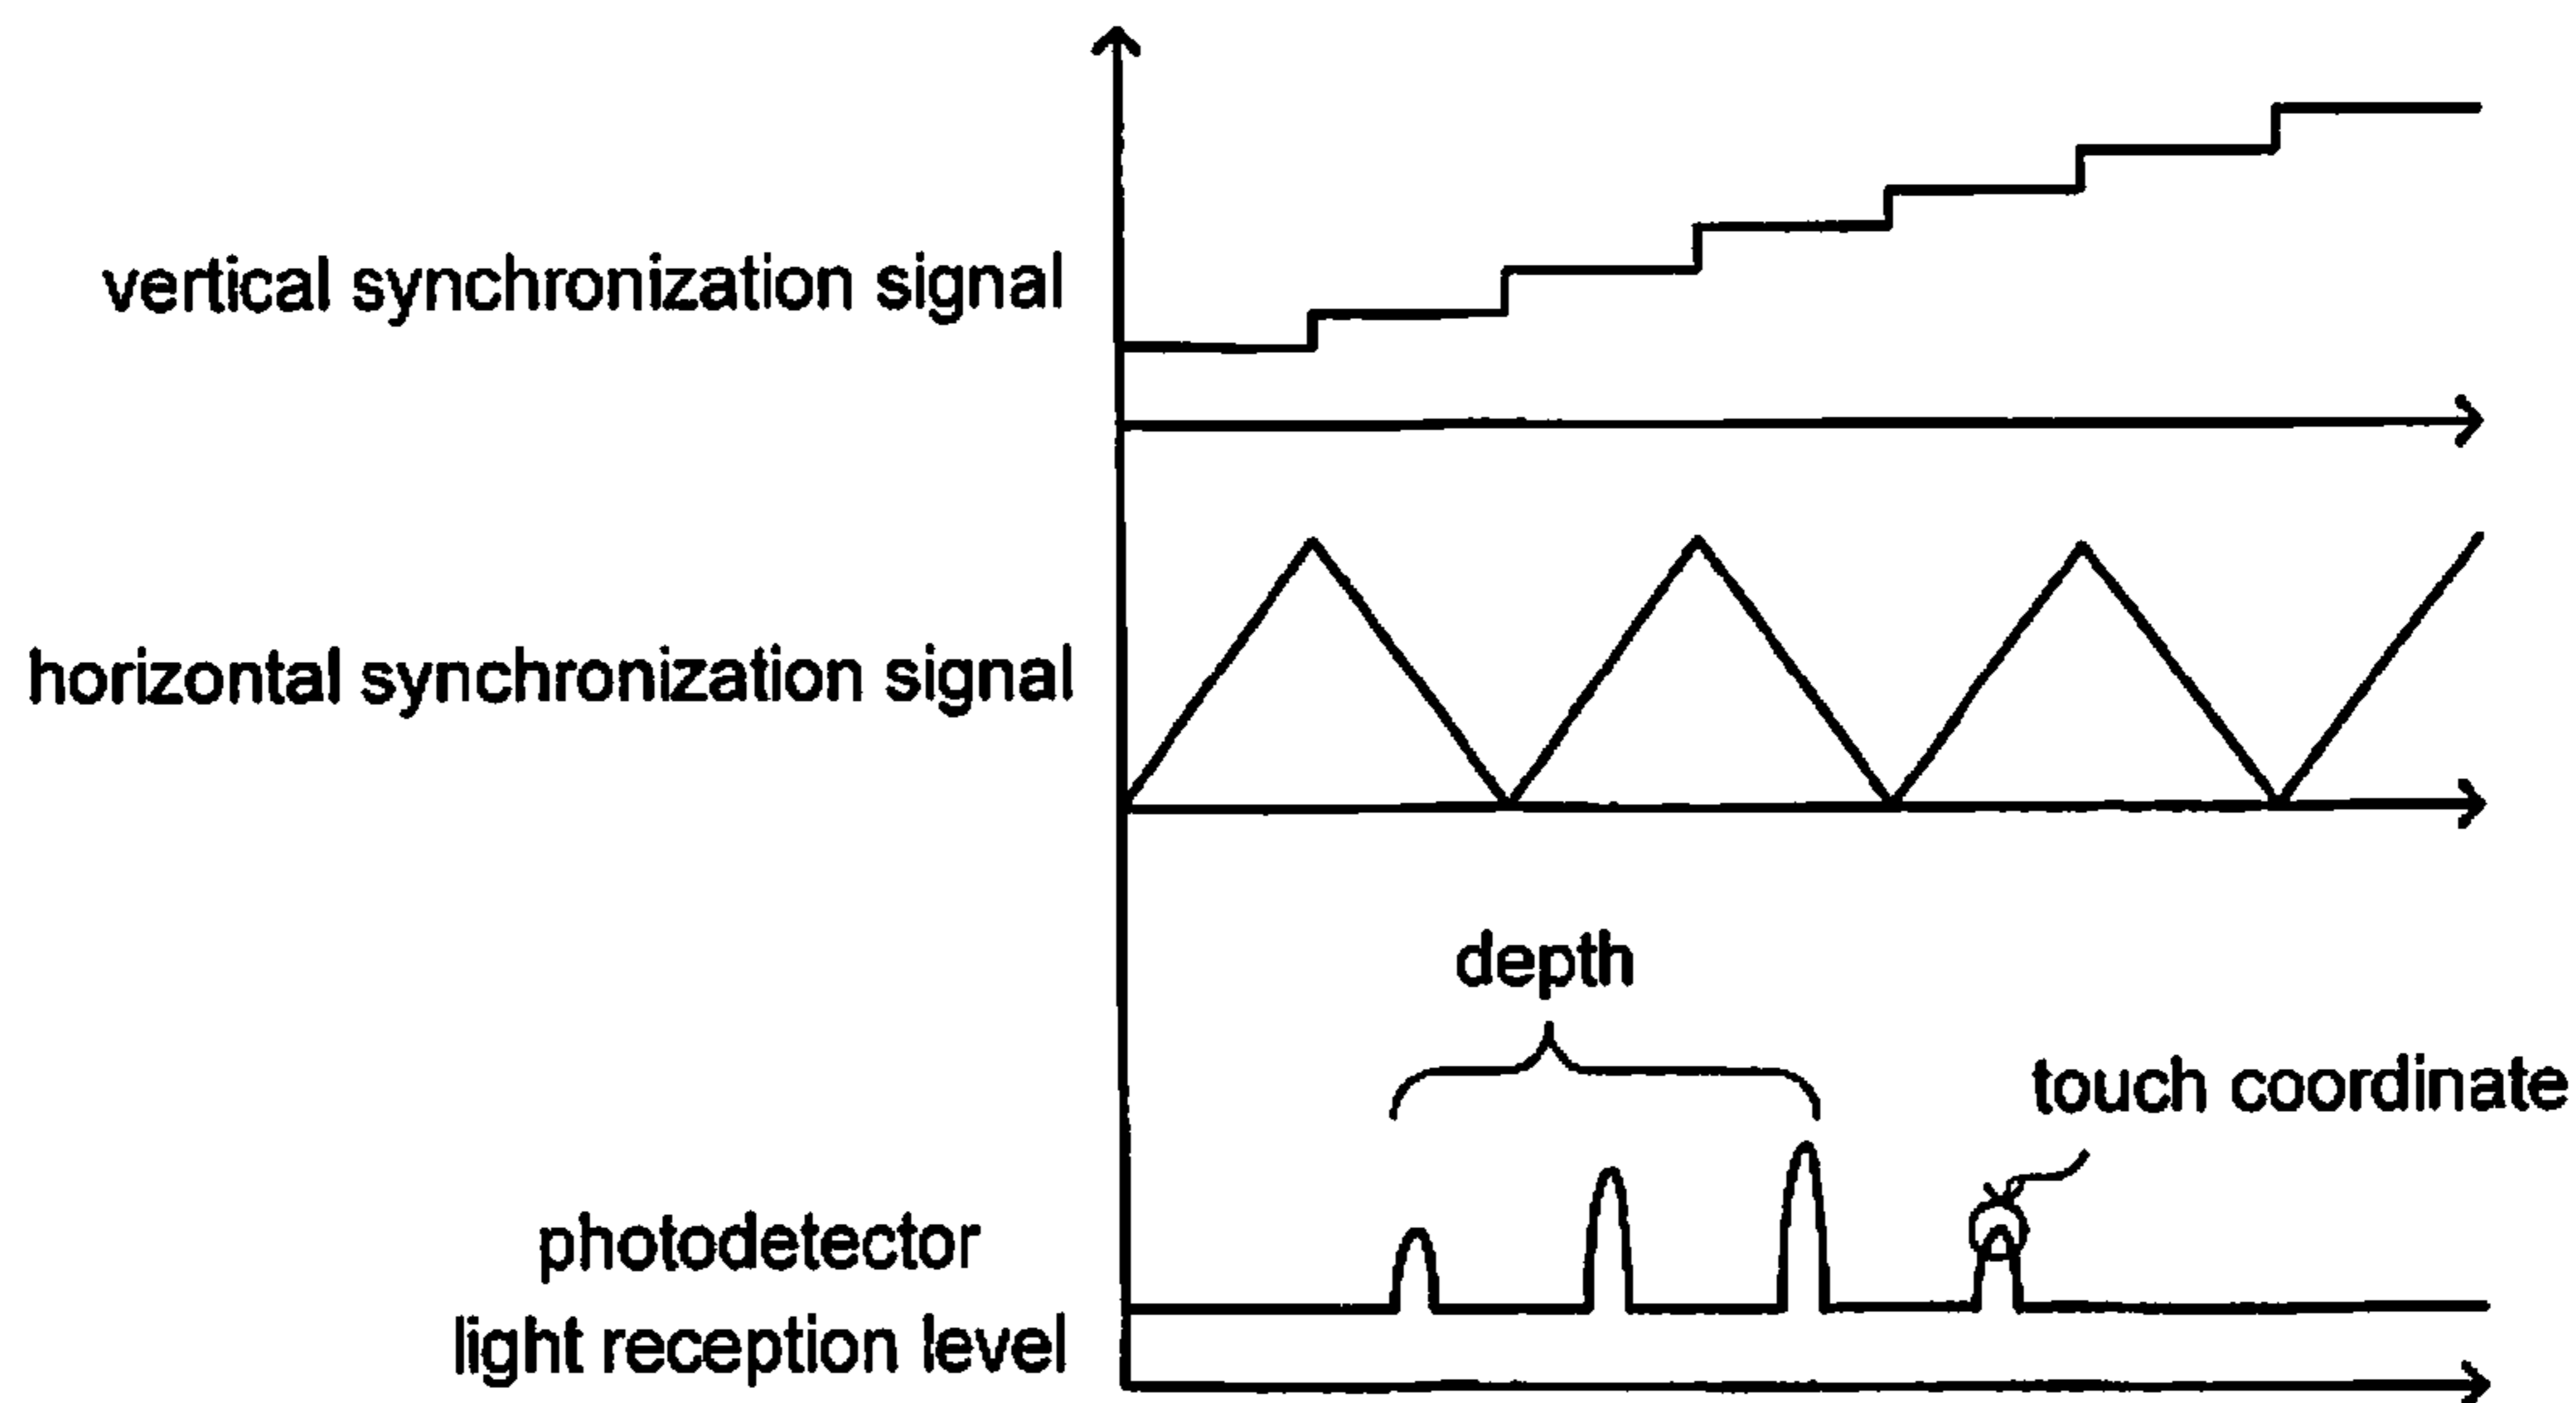 vertical synchronization signal
horizontal synchronization signal
depth
touch coordinate
photodetector
light reception level